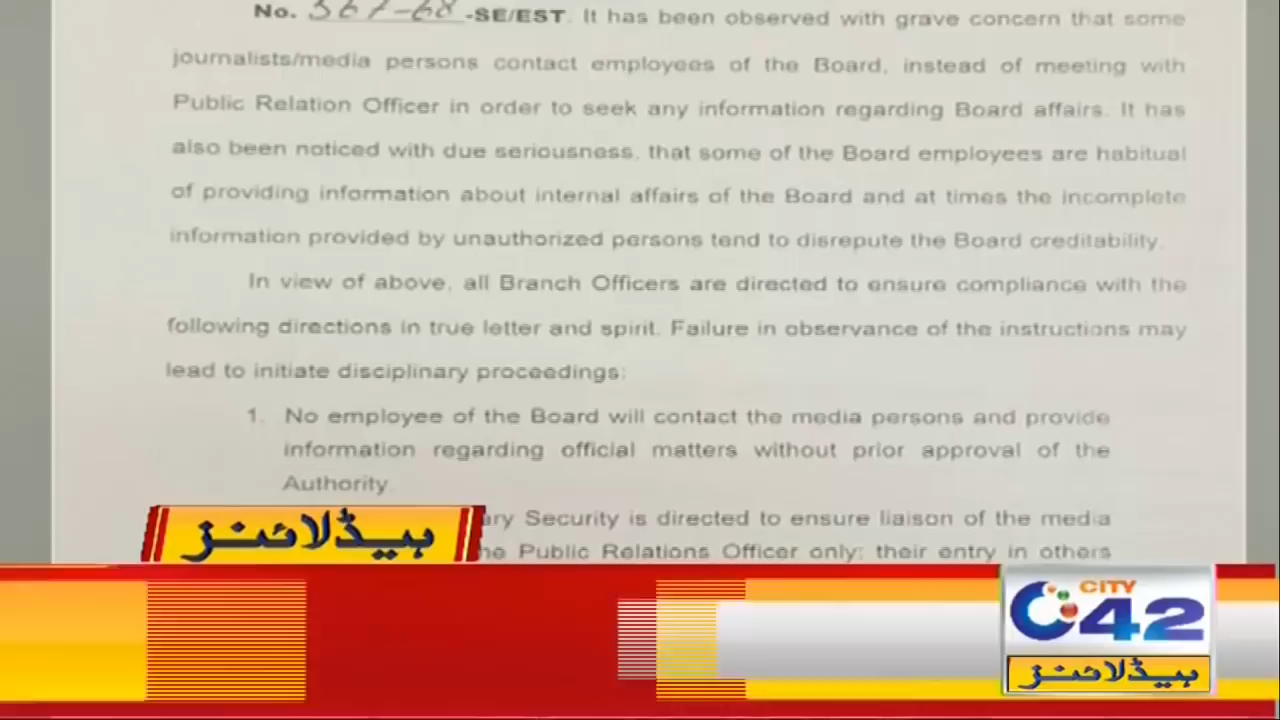 No. 567-68-SE/EST. It has been observed with grave concern that some
journalists/media persons contact employees of the Board, instead of meeting with
Public Relation Officer in order to seek any information regarding Board affairs. It has
also been noticed with due seriousness, that some of the Board employees are habitual
of providing information about internal affairs of the Board and at times the incomplete
information provided by unauthorized persons tend to disrepute the Board creditability.
In view of above, all Branch Officers are directed to ensure compliance with the
following directions in true letter and spirit. Failure in observance of the instructions may
lead to initiate disciplinary proceedings:
1. No employee of the Board will contact the media persons and provide
information regarding official matters without prior approval of the
Authority.
ary Security is directed to ensure liaison of the media
he Public Relations Officer only; their entry in others
ہیڈلائنز
CITY
42
ہیڈلائنز